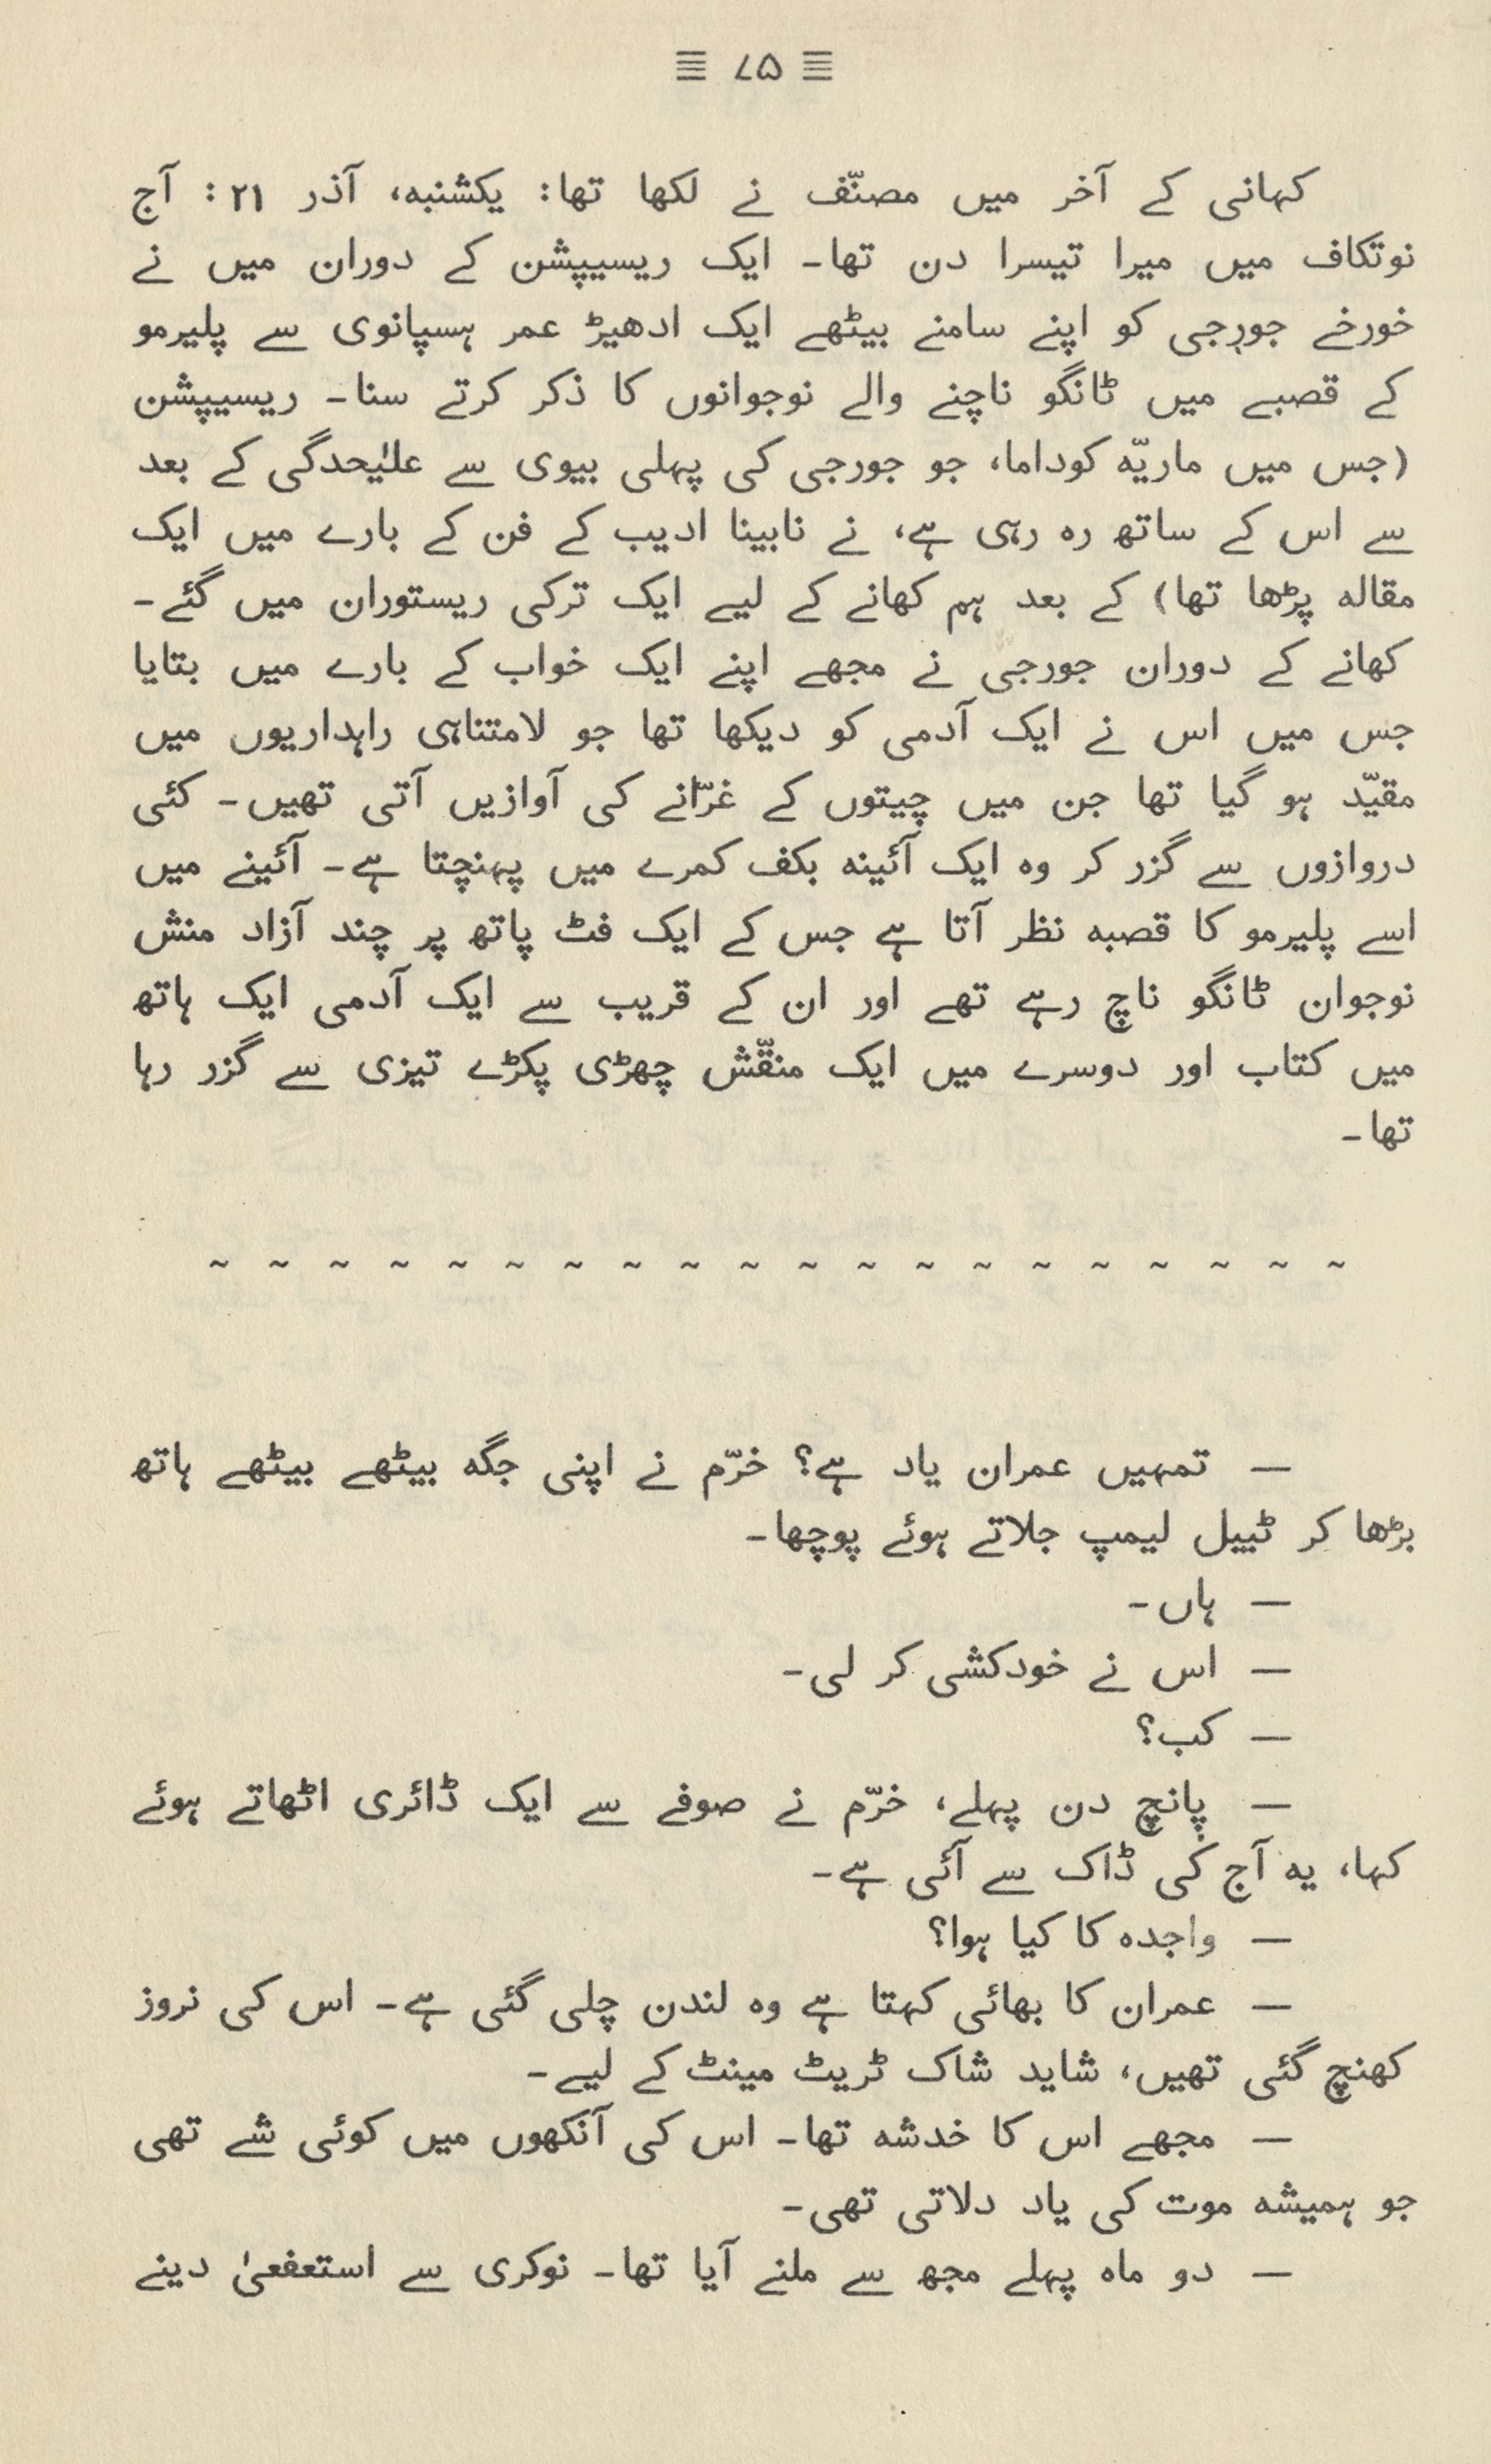 ≡ ۷۵ ≡
کہانی کے آخر میں مصنّف نے لکھا تھا: یکشنبہ، آذر ۲۱: آج
نوتکاف میں میرا تیسرا دن تھا۔ ایک ریسیپشن کے دوران میں نے
خورخے جورجی کو اپنے سامنے بیٹھے ایک ادھیڑ عمر ہسپانوی سے پلیرمو
کے قصبے میں ٹانگو ناچنے والے نوجوانوں کا ذکر کرتے سنا۔ ریسیپشن
(جس میں ماریّہ کوداما، جو جورجی کی پہلی بیوی سے علیٰحدگی کے بعد
سے اس کے ساتھ رہ رہی ہے، نے نابینا ادیب کے فن کے بارے میں ایک
مقالہ پڑھا تھا) کے بعد ہم کھانے کے لیے ایک ترکی ریستوران میں گئے۔
کھانے کے دوران جورجی نے مجھے اپنے ایک خواب کے بارے میں بتایا
جس میں اس نے ایک آدمی کو دیکھا تھا جو لامتناہی راہداریوں میں
مقیّد ہو گیا تھا جن میں چیتوں کے غرّانے کی آوازیں آتی تھیں۔ کئی
دروازوں سے گزر کر وہ ایک آئینہ بکف کمرے میں پہنچتا ہے۔ آئینے میں
اسے پلیرمو کا قصبہ نظر آتا ہے جس کے ایک فٹ پاتھ پر چند آزاد منش
نوجوان ٹانگو ناچ رہے تھے اور ان کے قریب سے ایک آدمی ایک ہاتھ
میں کتاب اور دوسرے میں ایک منقّش چھڑی پکڑے تیزی سے گزر رہا
تھا۔
~ ~ ~ ~ ~ ~ ~ ~ ~ ~ ~ ~ ~ ~ ~ ~ ~ ~ ~ ~
— تمہیں عمران یاد ہے؟ خرّم نے اپنی جگہ بیٹھے بیٹھے ہاتھ
بڑھا کر ٹیبل لیمپ جلاتے ہوئے پوچھا۔
— ہاں۔
— اس نے خودکشی کر لی۔
— کب؟
— پانچ دن پہلے، خرّم نے صوفے سے ایک ڈائری اٹھاتے ہوئے
کہا، یہ آج کی ڈاک سے آئی ہے۔
— واجدہ کا کیا ہوا؟
— عمران کا بھائی کہتا ہے وہ لندن چلی گئی ہے۔ اس کی نروز
کھنچ گئی تھیں، شاید شاک ٹریٹ مینٹ کے لیے۔
— مجھے اس کا خدشہ تھا۔ اس کی آنکھوں میں کوئی شے تھی
جو ہمیشہ موت کی یاد دلاتی تھی۔
— دو ماہ پہلے مجھ سے ملنے آیا تھا۔ نوکری سے استعفعیٰ دینے